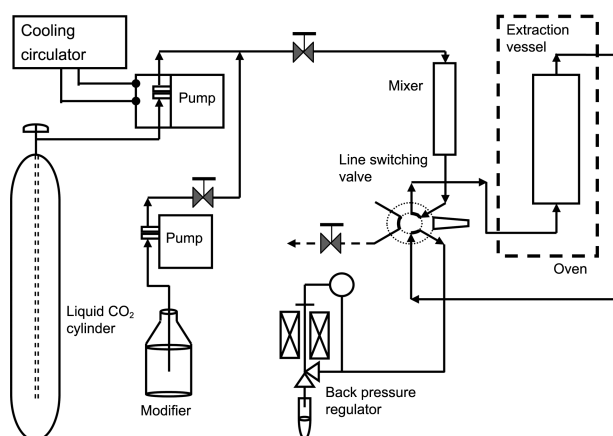 Cooling
circulator
Pump
Mixer
Extraction
vessel
Line switching
valve
Pump
Oven
Liquid CO₂
cylinder
Modifier
Back pressure
regulator